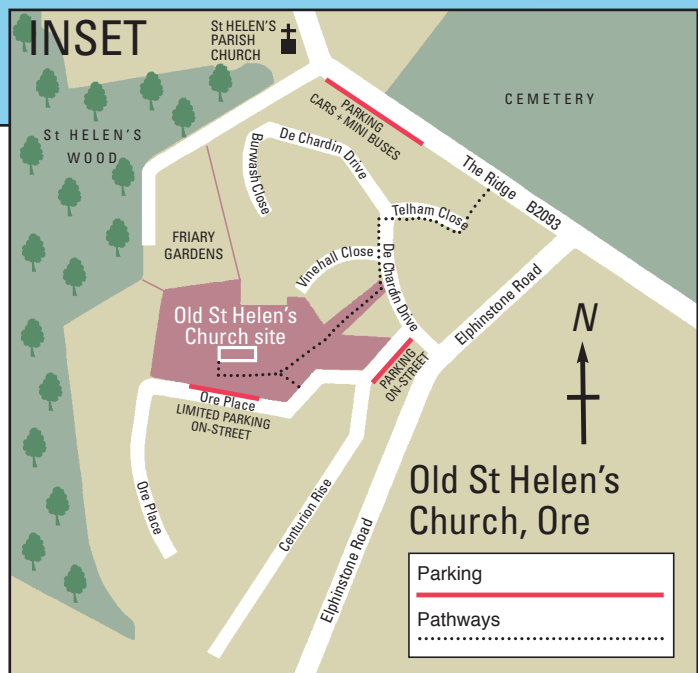 INSET
St HELEN'S
PARISH
CHURCH
CEMETERY
PARKING
CARS + MINI BUSES
St HELEN'S
WOOD
De Chardin Drive
Burwash Close
The Ridge B2093
Telham Close
FRIARY
GARDENS
Vinehall Close
De Chardin Drive
Elphinstone Road
Old St Helen's
Church site
N
PARKING
ON-STREET
Ore Place
LIMITED PARKING
ON-STREET
Ore Place
Centurion Rise
Elphinstone Road
Old St Helen's
Church, Ore
Parking
Pathways